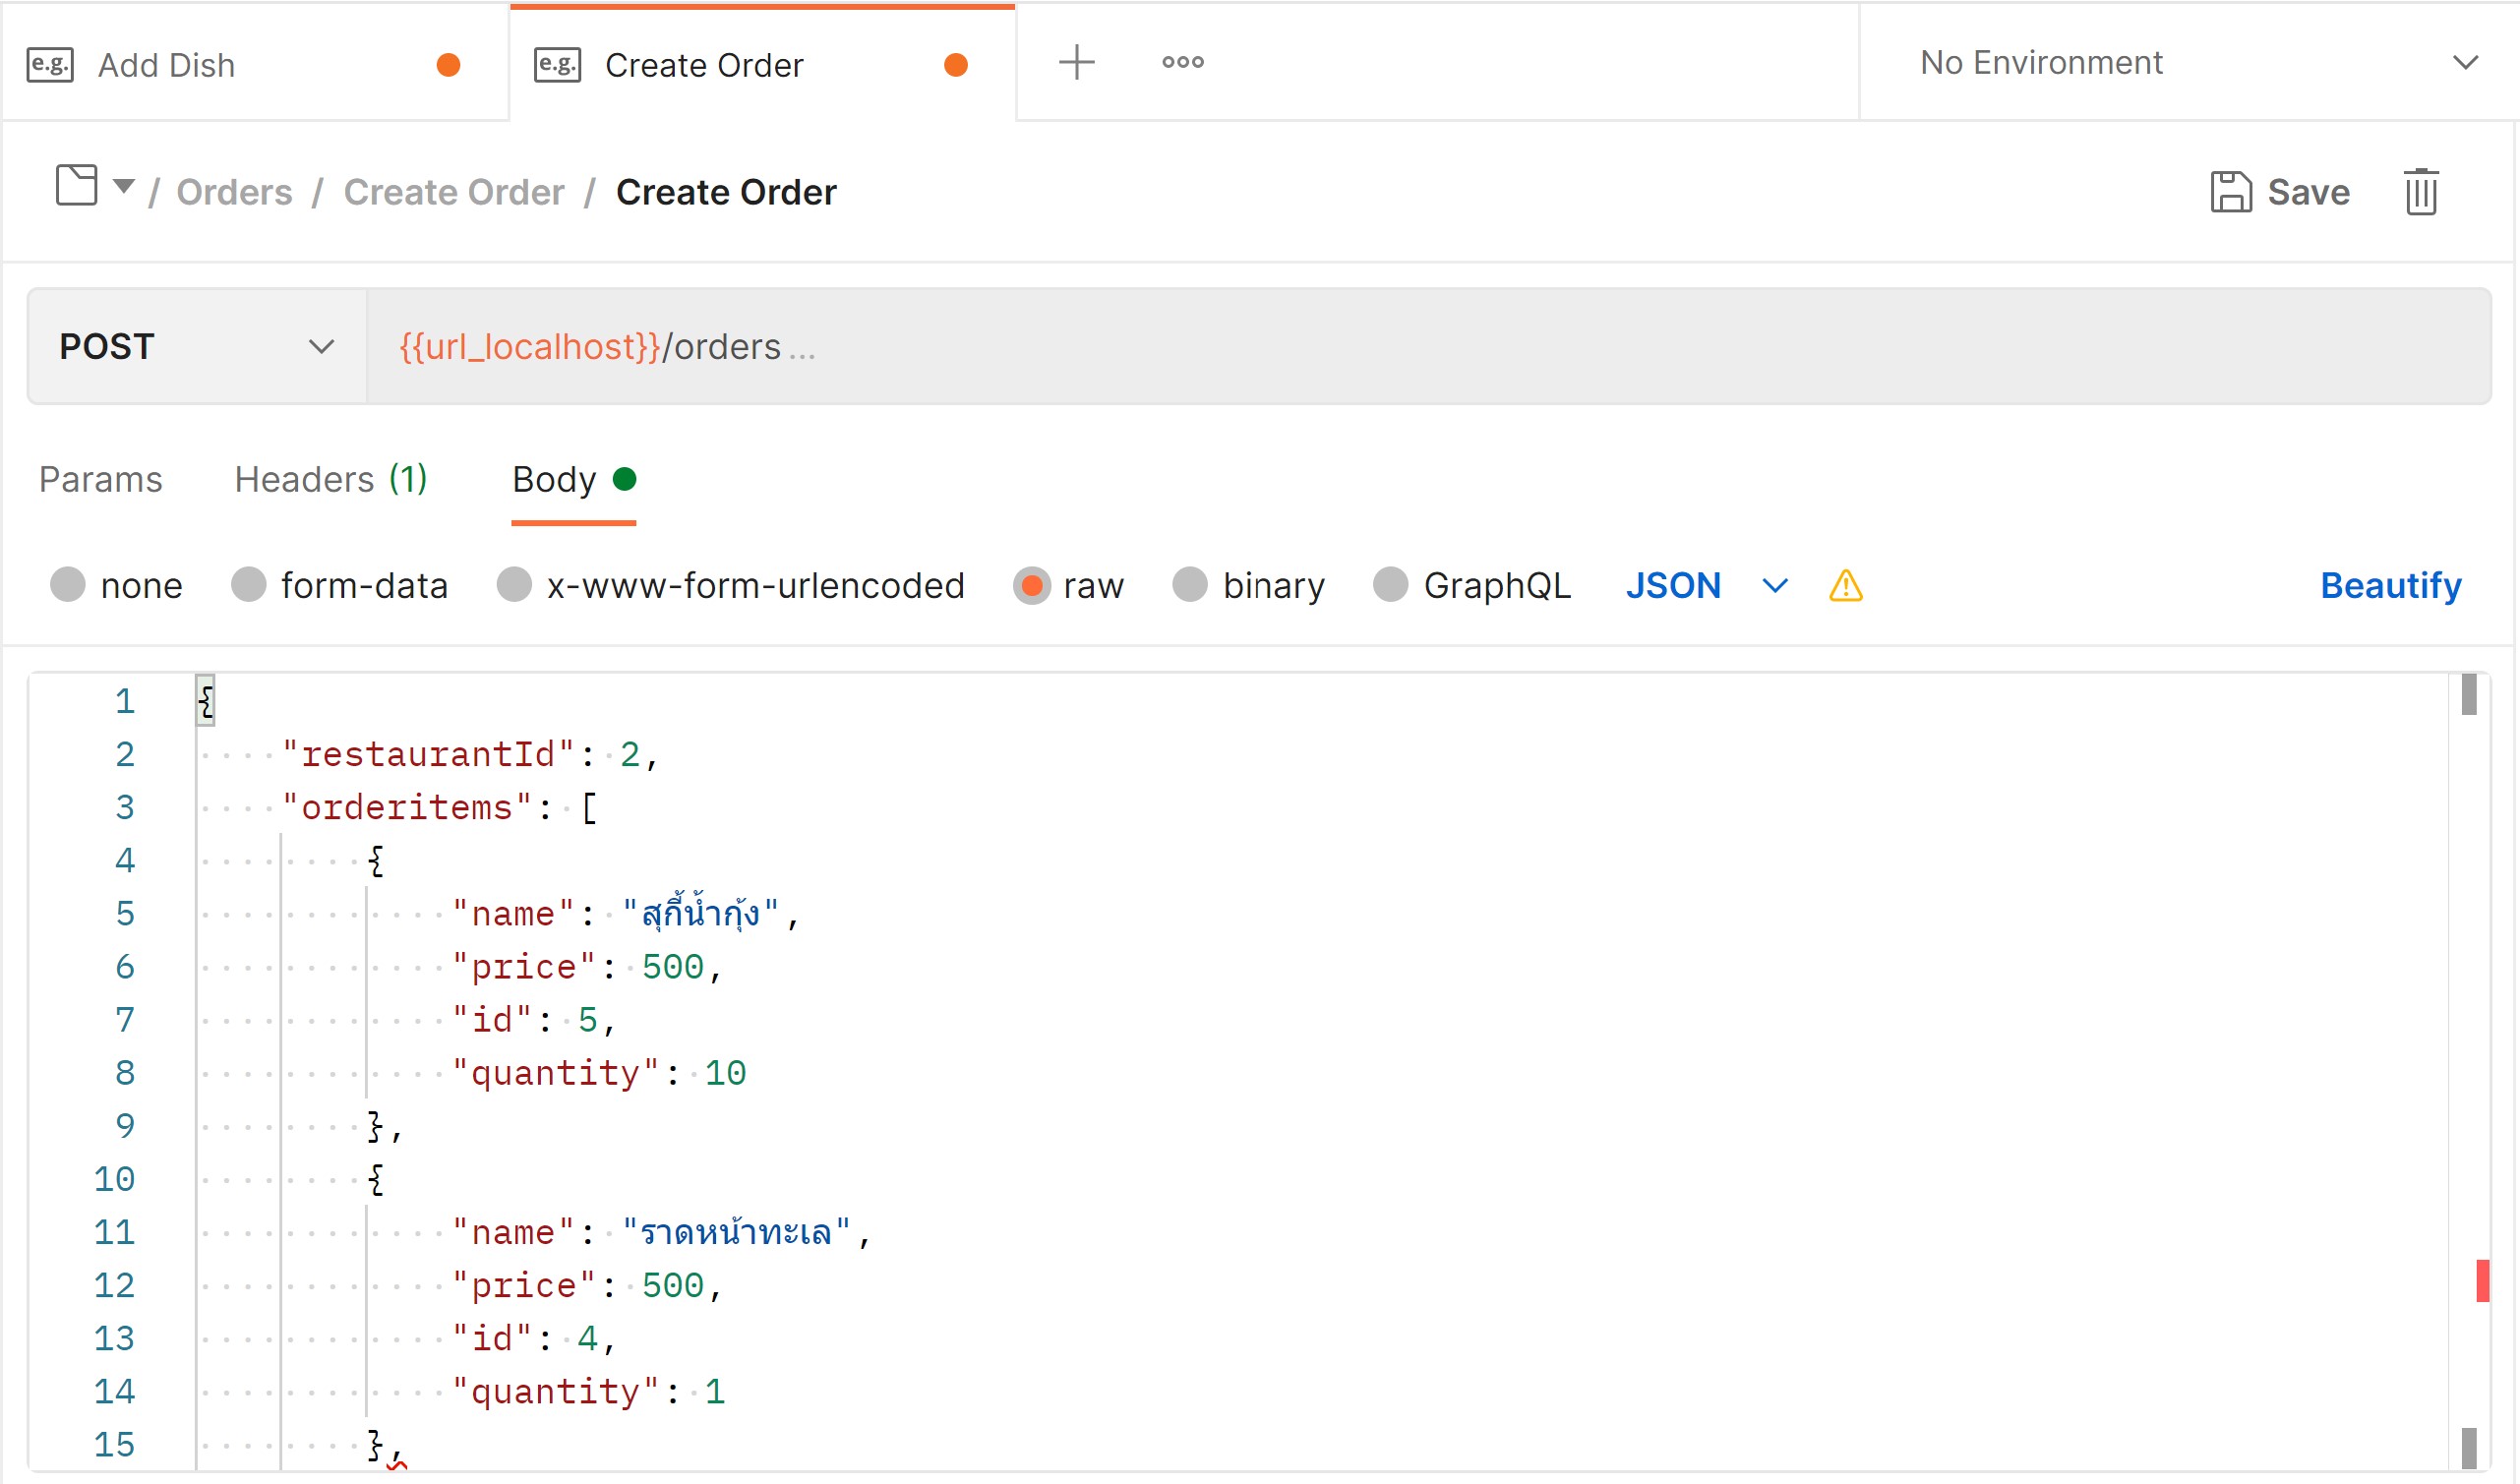 e.g. Add Dish e.g. Create Order No Environment
/ Orders / Create Order / Create Order Save
POST {{url_localhost}}/orders ...
Params Headers (1) Body
none form-data x-www-form-urlencoded raw binary GraphQL JSON Beautify
1 {
2 "restaurantId": 2,
3 "orderitems": [
4 {
5 "name": "สุกี้น้ำกุ้ง",
6 "price": 500,
7 "id": 5,
8 "quantity": 10
9 },
10 {
11 "name": "ราดหน้าทะเล",
12 "price": 500,
13 "id": 4,
14 "quantity": 1
15 },